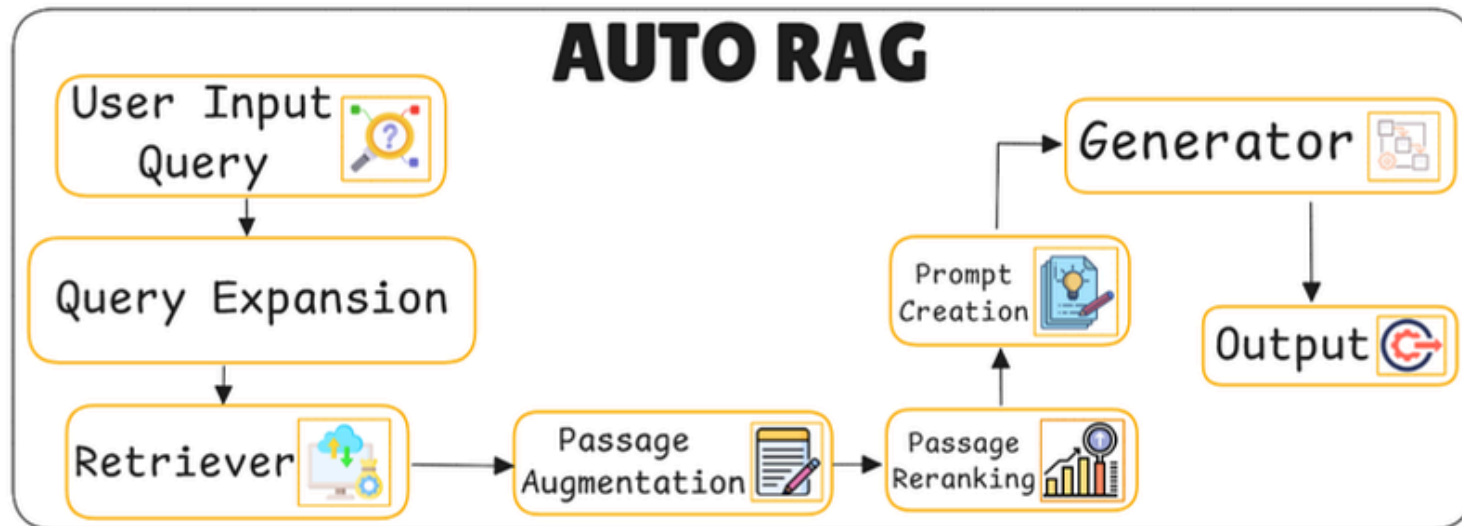 AUTO RAG
User Input
Query
?
Query Expansion
Retriever
Passage
Augmentation
Passage
Reranking
Prompt
Creation
Generator
Output